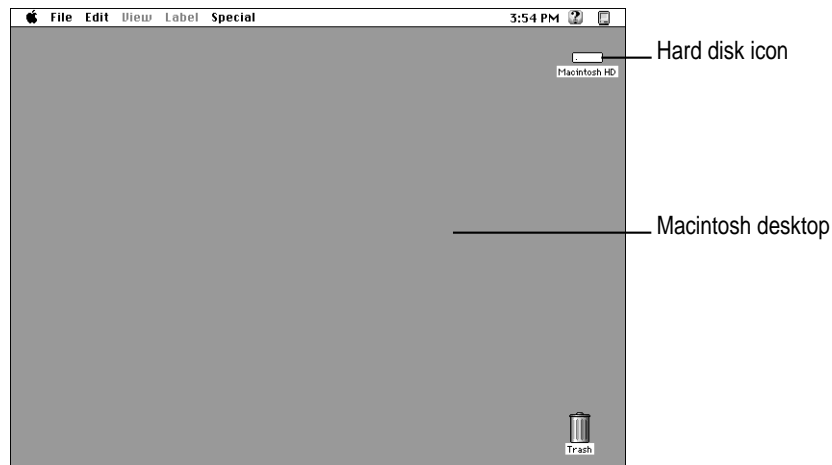 File Edit View Label Special 3:54 PM
Hard disk icon
Macintosh HD
Macintosh desktop
Trash